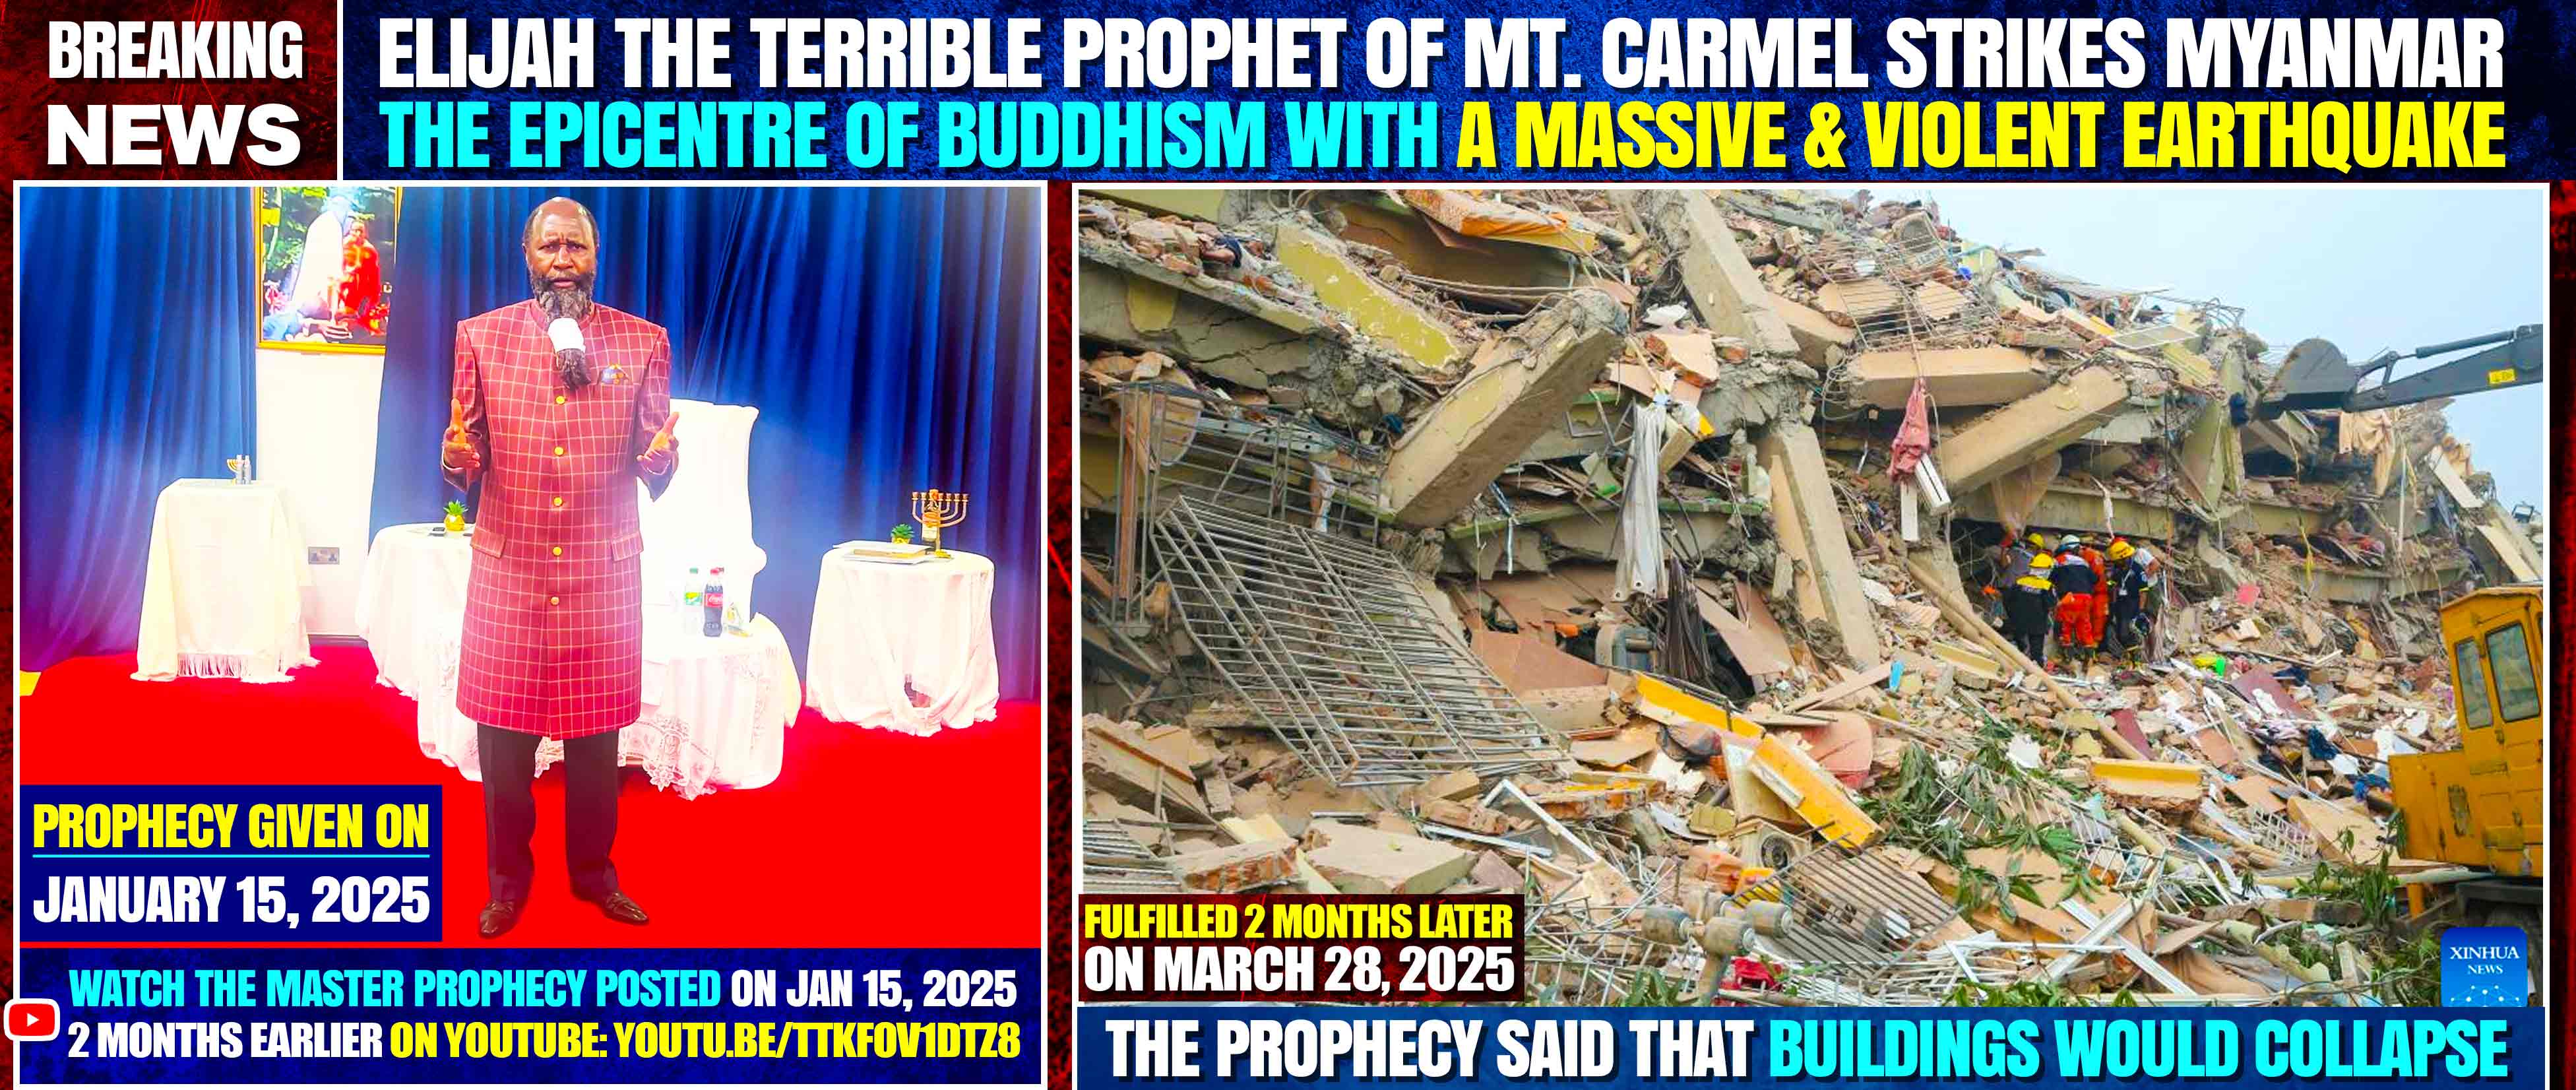 BREAKING
NEWS
ELIJAH THE TERRIBLE PROPHET OF MT. CARMEL STRIKES MYANMAR
THE EPICENTRE OF BUDDHISM WITH A MASSIVE & VIOLENT EARTHQUAKE
PROPHECY GIVEN ON
JANUARY 15, 2025
WATCH THE MASTER PROPHECY POSTED ON JAN 15, 2025
2 MONTHS EARLIER ON YOUTUBE: YOUTU.BE/TTKFOV1DTZ8
FULFILLED 2 MONTHS LATER
ON MARCH 28, 2025
XINHUA
NEWS
THE PROPHECY SAID THAT BUILDINGS WOULD COLLAPSE